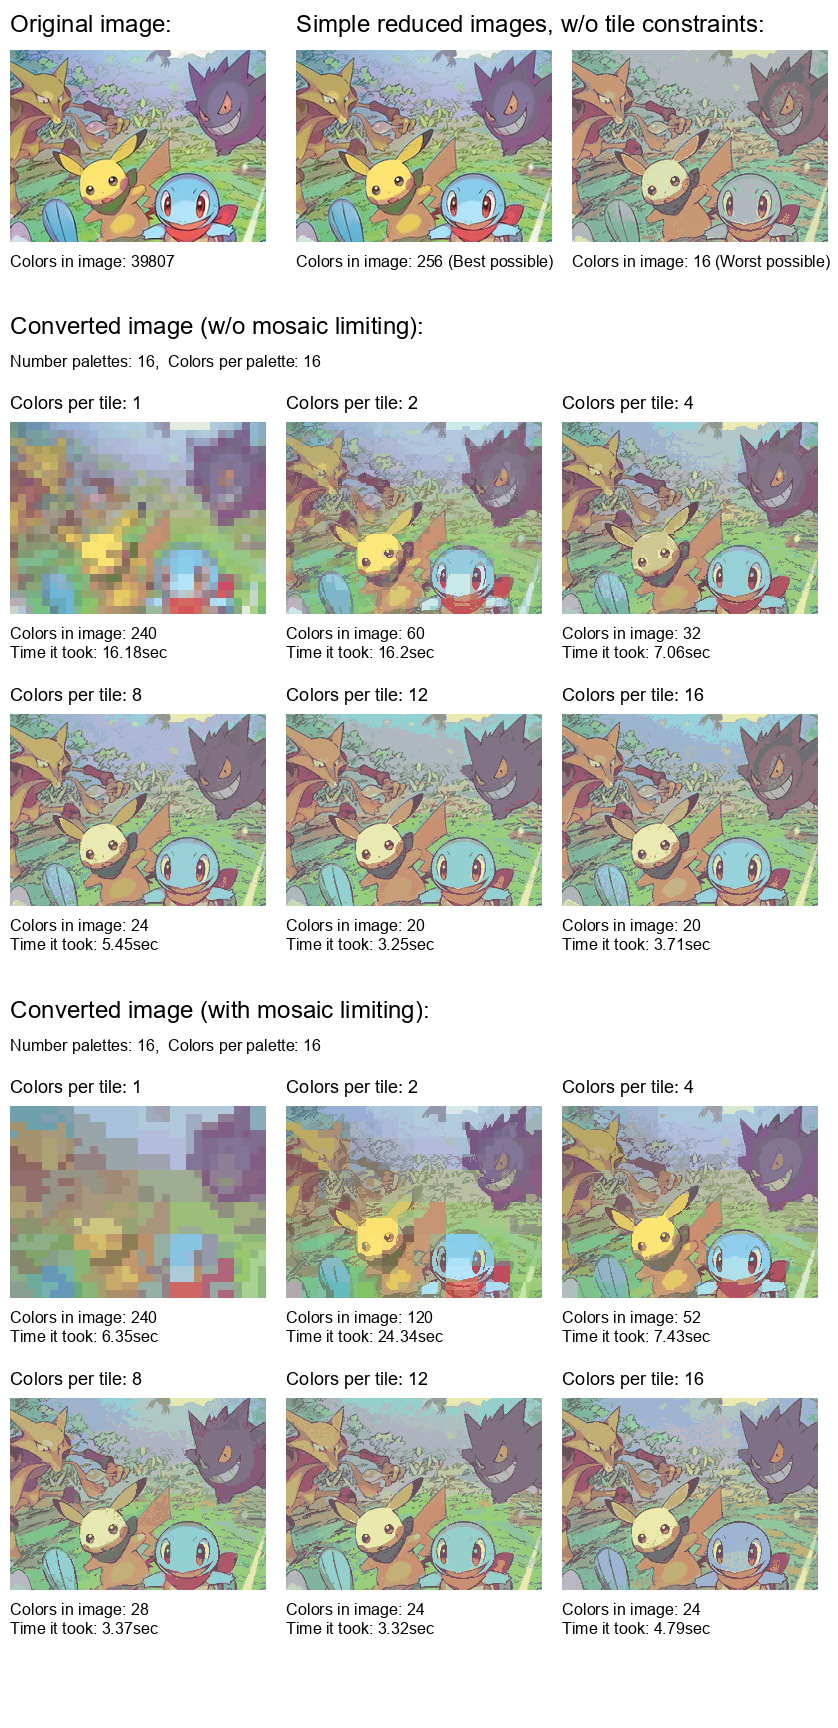 Original image:
Simple reduced images, w/o tile constraints:
Colors in image: 39807
Colors in image: 256 (Best possible)
Colors in image: 16 (Worst possible)
Converted image (w/o mosaic limiting):
Number palettes: 16,  Colors per palette: 16
Colors per tile: 1
Colors per tile: 2
Colors per tile: 4
Colors in image: 240
Time it took: 16.18sec
Colors in image: 60
Time it took: 16.2sec
Colors in image: 32
Time it took: 7.06sec
Colors per tile: 8
Colors per tile: 12
Colors per tile: 16
Colors in image: 24
Time it took: 5.45sec
Colors in image: 20
Time it took: 3.25sec
Colors in image: 20
Time it took: 3.71sec
Converted image (with mosaic limiting):
Number palettes: 16,  Colors per palette: 16
Colors per tile: 1
Colors per tile: 2
Colors per tile: 4
Colors in image: 240
Time it took: 6.35sec
Colors in image: 120
Time it took: 24.34sec
Colors in image: 52
Time it took: 7.43sec
Colors per tile: 8
Colors per tile: 12
Colors per tile: 16
Colors in image: 28
Time it took: 3.37sec
Colors in image: 24
Time it took: 3.32sec
Colors in image: 24
Time it took: 4.79sec